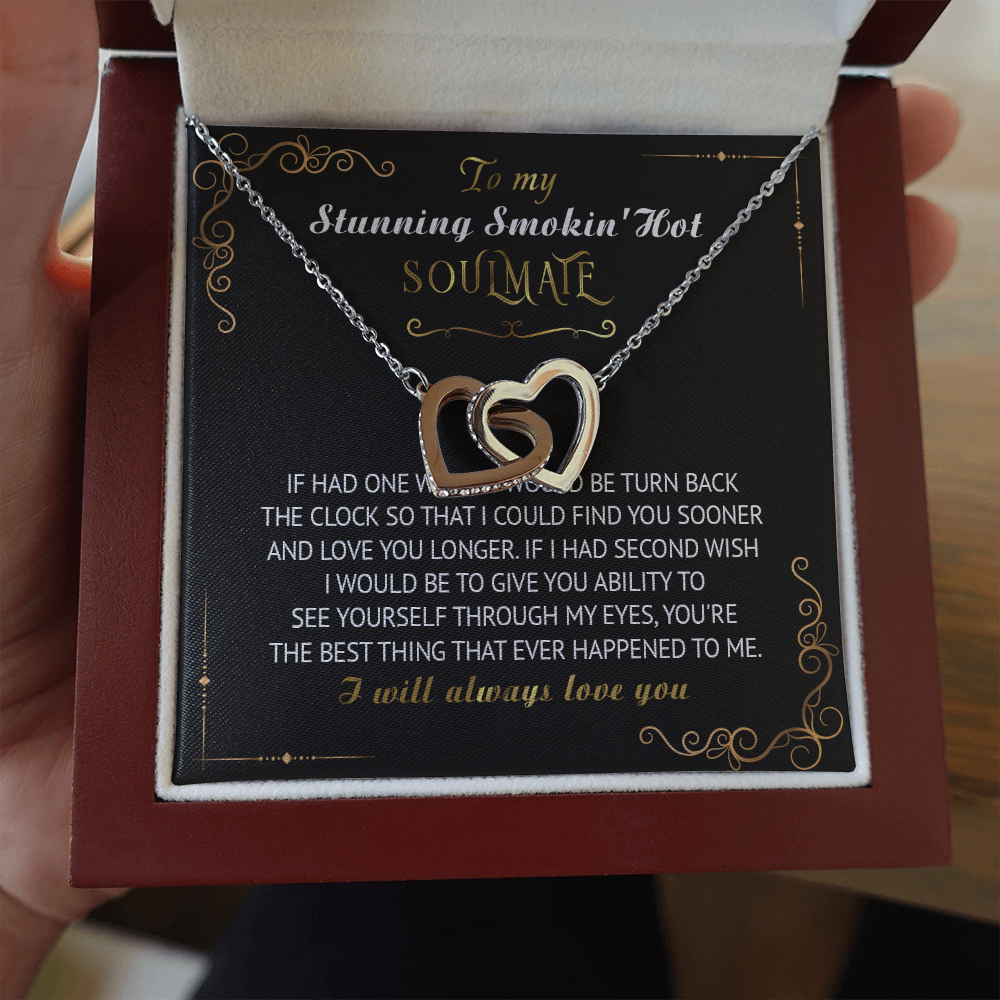 To my
Stunning Smokin' Hot
SOULMATE
IF HAD ONE W WOULD BE TURN BACK
THE CLOCK SO THAT I COULD FIND YOU SOONER
AND LOVE YOU LONGER. IF I HAD SECOND WISH
I WOULD BE TO GIVE YOU ABILITY TO
SEE YOURSELF THROUGH MY EYES, YOU'RE
THE BEST THING THAT EVER HAPPENED TO ME.
I will always love you